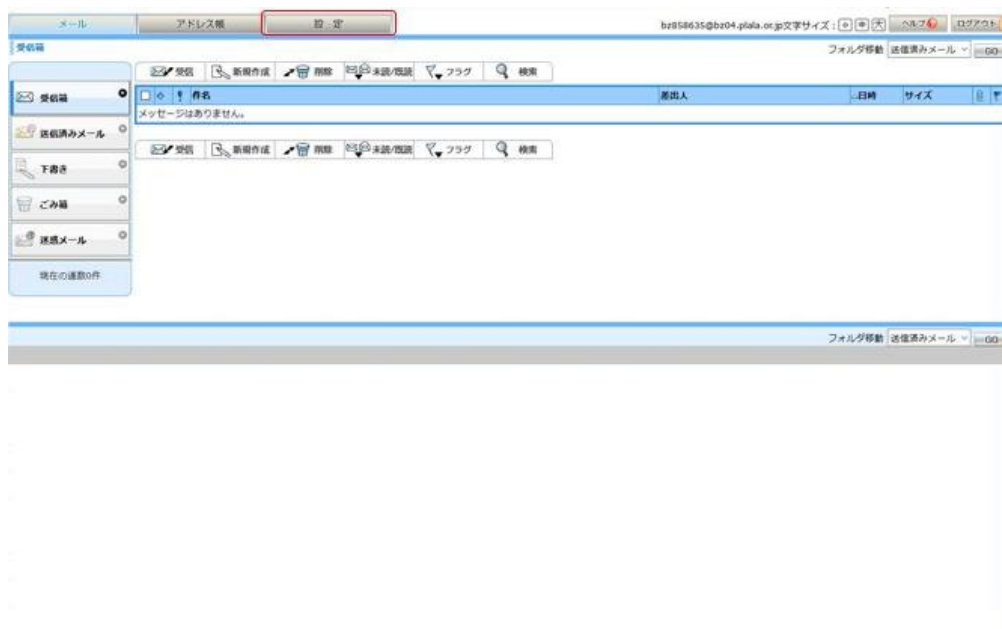 メール アドレス帳 設定 bz858635@bz04.plala.or.jp文字サイズ: 小 中 大 ヘルプ ログアウト
受信箱 フォルダ移動 送信済みメール GO
受信 新規作成 削除 未読/既読 フラグ 検索
受信箱 件名 差出人 日時 サイズ
メッセージはありません。
送信済みメール
受信 新規作成 削除 未読/既読 フラグ 検索
下書き
ごみ箱
迷惑メール
現在の通数0件
フォルダ移動 送信済みメール GO